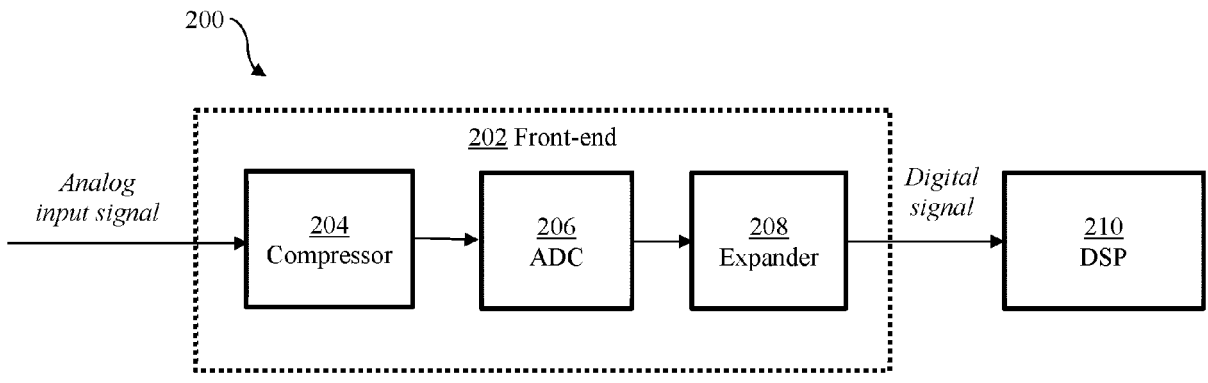 200
202 Front-end
Analog
input signal
204
Compressor
206
ADC
208
Expander
Digital
signal
210
DSP